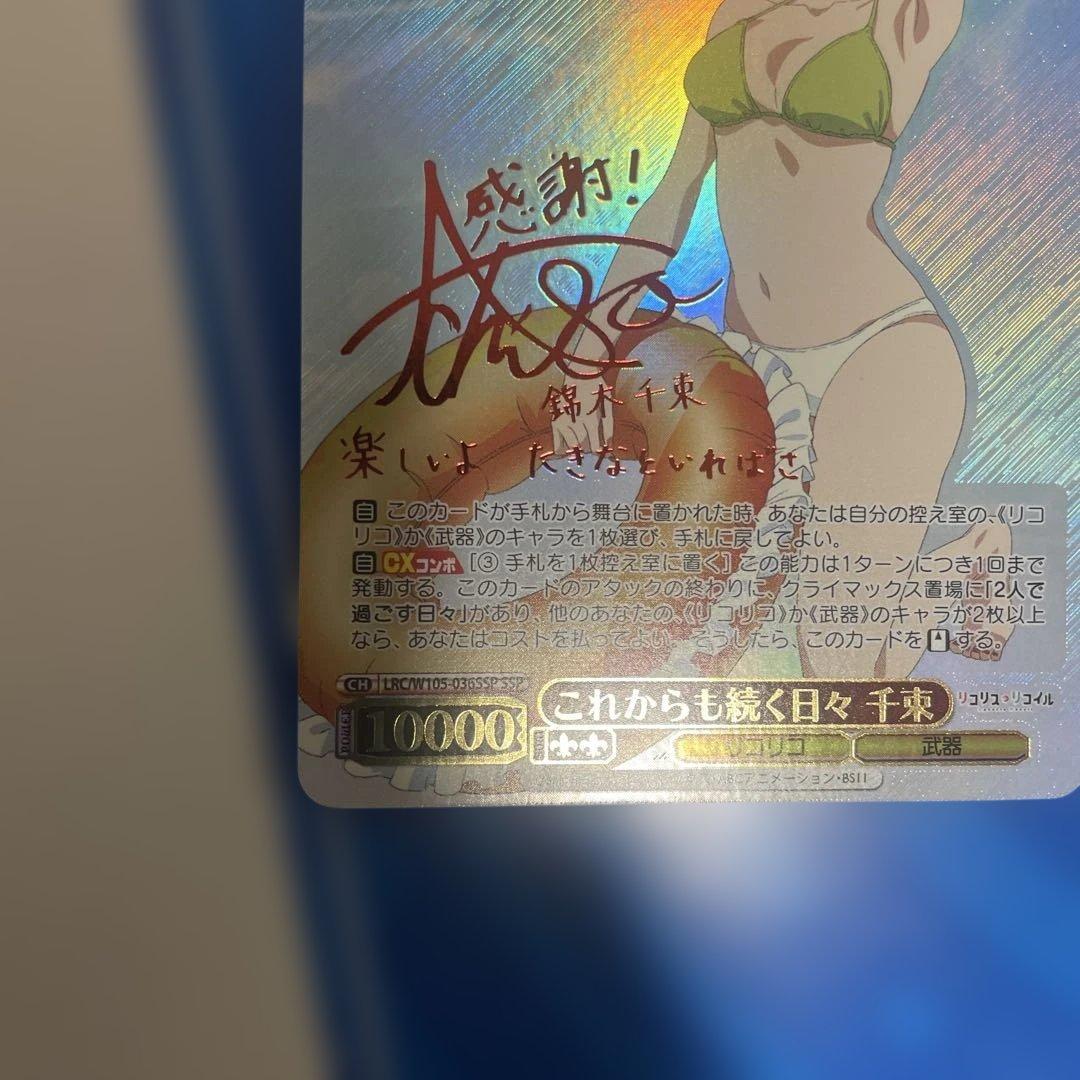 感謝!
錦木千束
楽しいよ たきなといればさ
自 このカードが手札から舞台に置かれた時、あなたは自分の控え室の、《リコ
リコ》か《武器》のキャラを1枚選び、手札に戻してよい。
自 CXコンボ [③ 手札を1枚控え室に置く] この能力は1ターンにつき1回まで
発動する。このカードのアタックの終わりに、クライマックス置場に「2人で
過ごす日々」があり、他のあなたの、《リコリコ》か《武器》のキャラが2枚以上
なら、あなたはコストを払ってよい。そうしたら、このカードを する。
CH LRC/W105-036SSP SSP
これからも続く日々 千束
リコリス・リコイル
POWER 10000
リコリコ 武器
ABCアニメーション・BS11